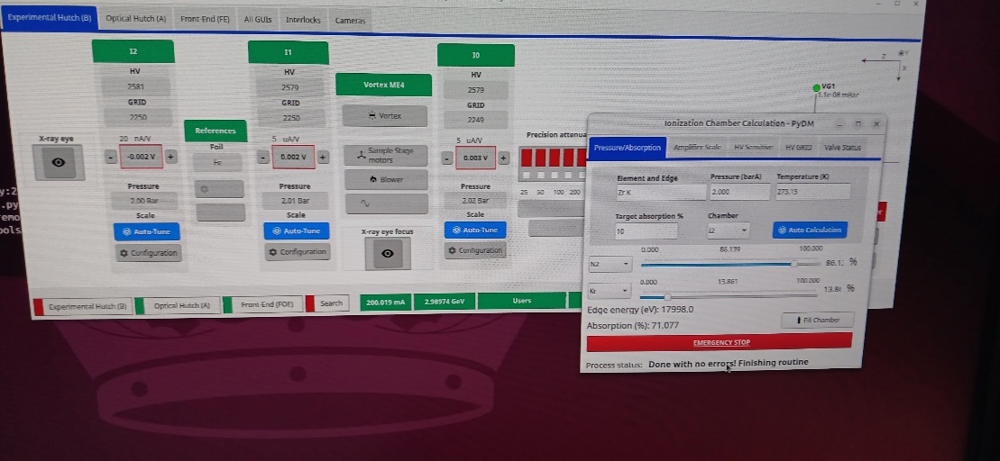 Experimental Hutch (B) Optical Hutch (A) Front-End (FE) All GUIs Interlocks Cameras
I2 I1 I0
HV HV HV
2581 2579 2579
GRID GRID GRID
2250 2250 2249
References
Foil
Fe
Vortex ME4
Vortex
Sample Stage
motors
Blower
X-ray eye
20 nA/V 5 uA/V 5 uA/V
- -0.002 V + - 0.002 V + - 0.003 V +
Pressure Pressure Pressure
2.00 Bar 2.01 Bar 2.02 Bar
Scale Scale Scale
Auto-Tune Auto-Tune Auto-Tune
Configuration Configuration Configuration
X-ray eye focus
Precision attenua
25 50 100 200
Z
Y
X
VG1
1.1e-08 mBar
Experimental Hutch (B) Optical Hutch (A) Front-End (FOE) Search 200.019 mA 2.98974 GeV Users
y:2
.py
remo
ools
Ionization Chamber Calculation - PyDM
Pressure/Absorption Amplifier Scale HV Sensitive HV GRID Valve Status
Element and Edge Pressure (barA) Temperature (K)
Zr K 2.000 273.15
Target absorption % Chamber
10 I2 Auto Calculation
0.000 86.139 100.000
N2 86.1: %
0.000 13.861 100.000
Kr 13.8( %
Edge energy (eV): 17998.0
Absorption (%): 71.077
Fill Chamber
EMERGENCY STOP
Process status: Done with no errors! Finishing routine